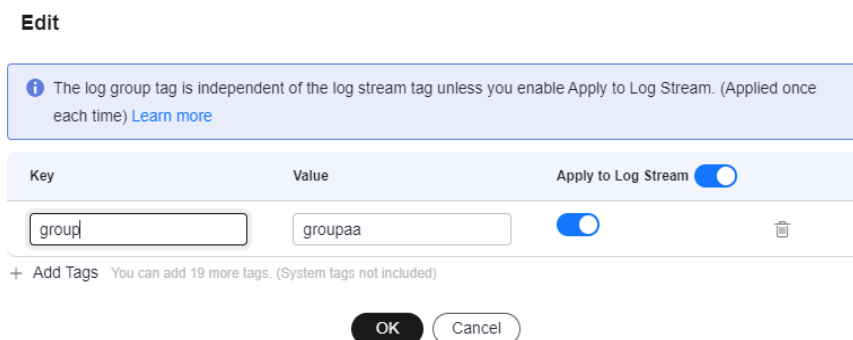 Edit
The log group tag is independent of the log stream tag unless you enable Apply to Log Stream. (Applied once
each time) Learn more
Key Value Apply to Log Stream
group groupaa
+ Add Tags You can add 19 more tags. (System tags not included)
OK Cancel